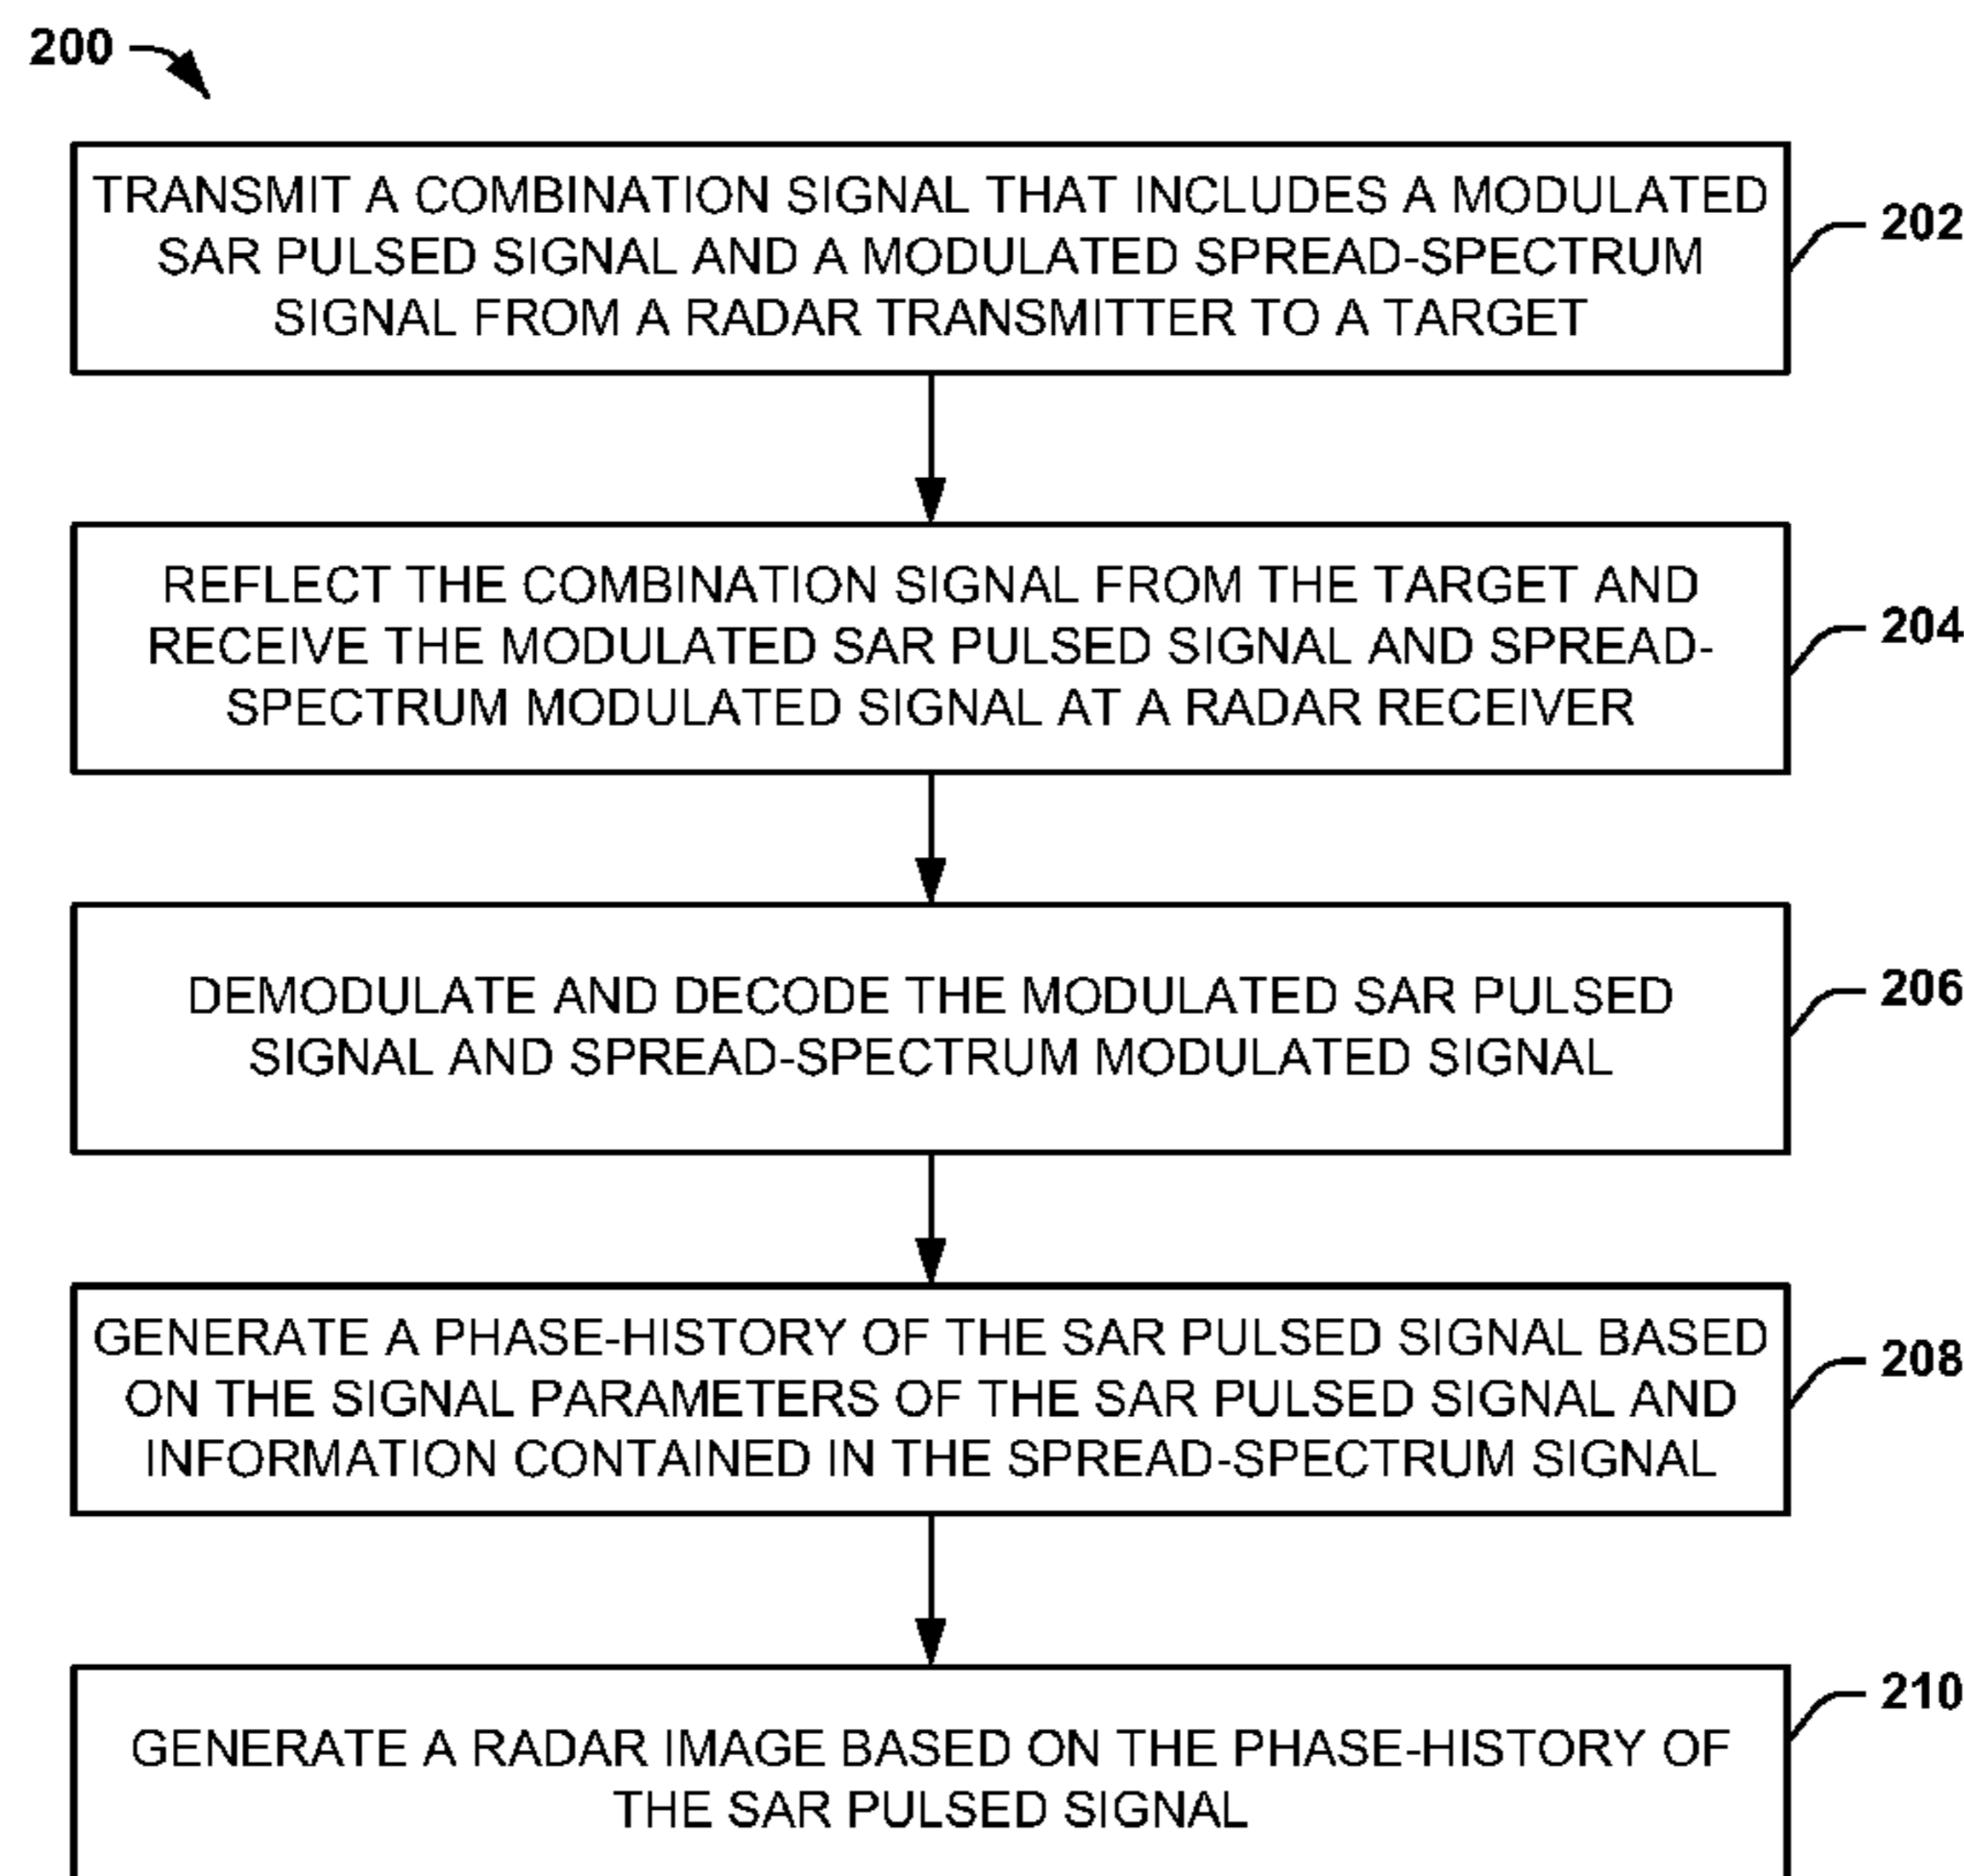 200
TRANSMIT A COMBINATION SIGNAL THAT INCLUDES A MODULATED
SAR PULSED SIGNAL AND A MODULATED SPREAD-SPECTRUM
SIGNAL FROM A RADAR TRANSMITTER TO A TARGET
202
REFLECT THE COMBINATION SIGNAL FROM THE TARGET AND
RECEIVE THE MODULATED SAR PULSED SIGNAL AND SPREAD-
SPECTRUM MODULATED SIGNAL AT A RADAR RECEIVER
204
DEMODULATE AND DECODE THE MODULATED SAR PULSED
SIGNAL AND SPREAD-SPECTRUM MODULATED SIGNAL
206
GENERATE A PHASE-HISTORY OF THE SAR PULSED SIGNAL BASED
ON THE SIGNAL PARAMETERS OF THE SAR PULSED SIGNAL AND
INFORMATION CONTAINED IN THE SPREAD-SPECTRUM SIGNAL
208
GENERATE A RADAR IMAGE BASED ON THE PHASE-HISTORY OF
THE SAR PULSED SIGNAL
210